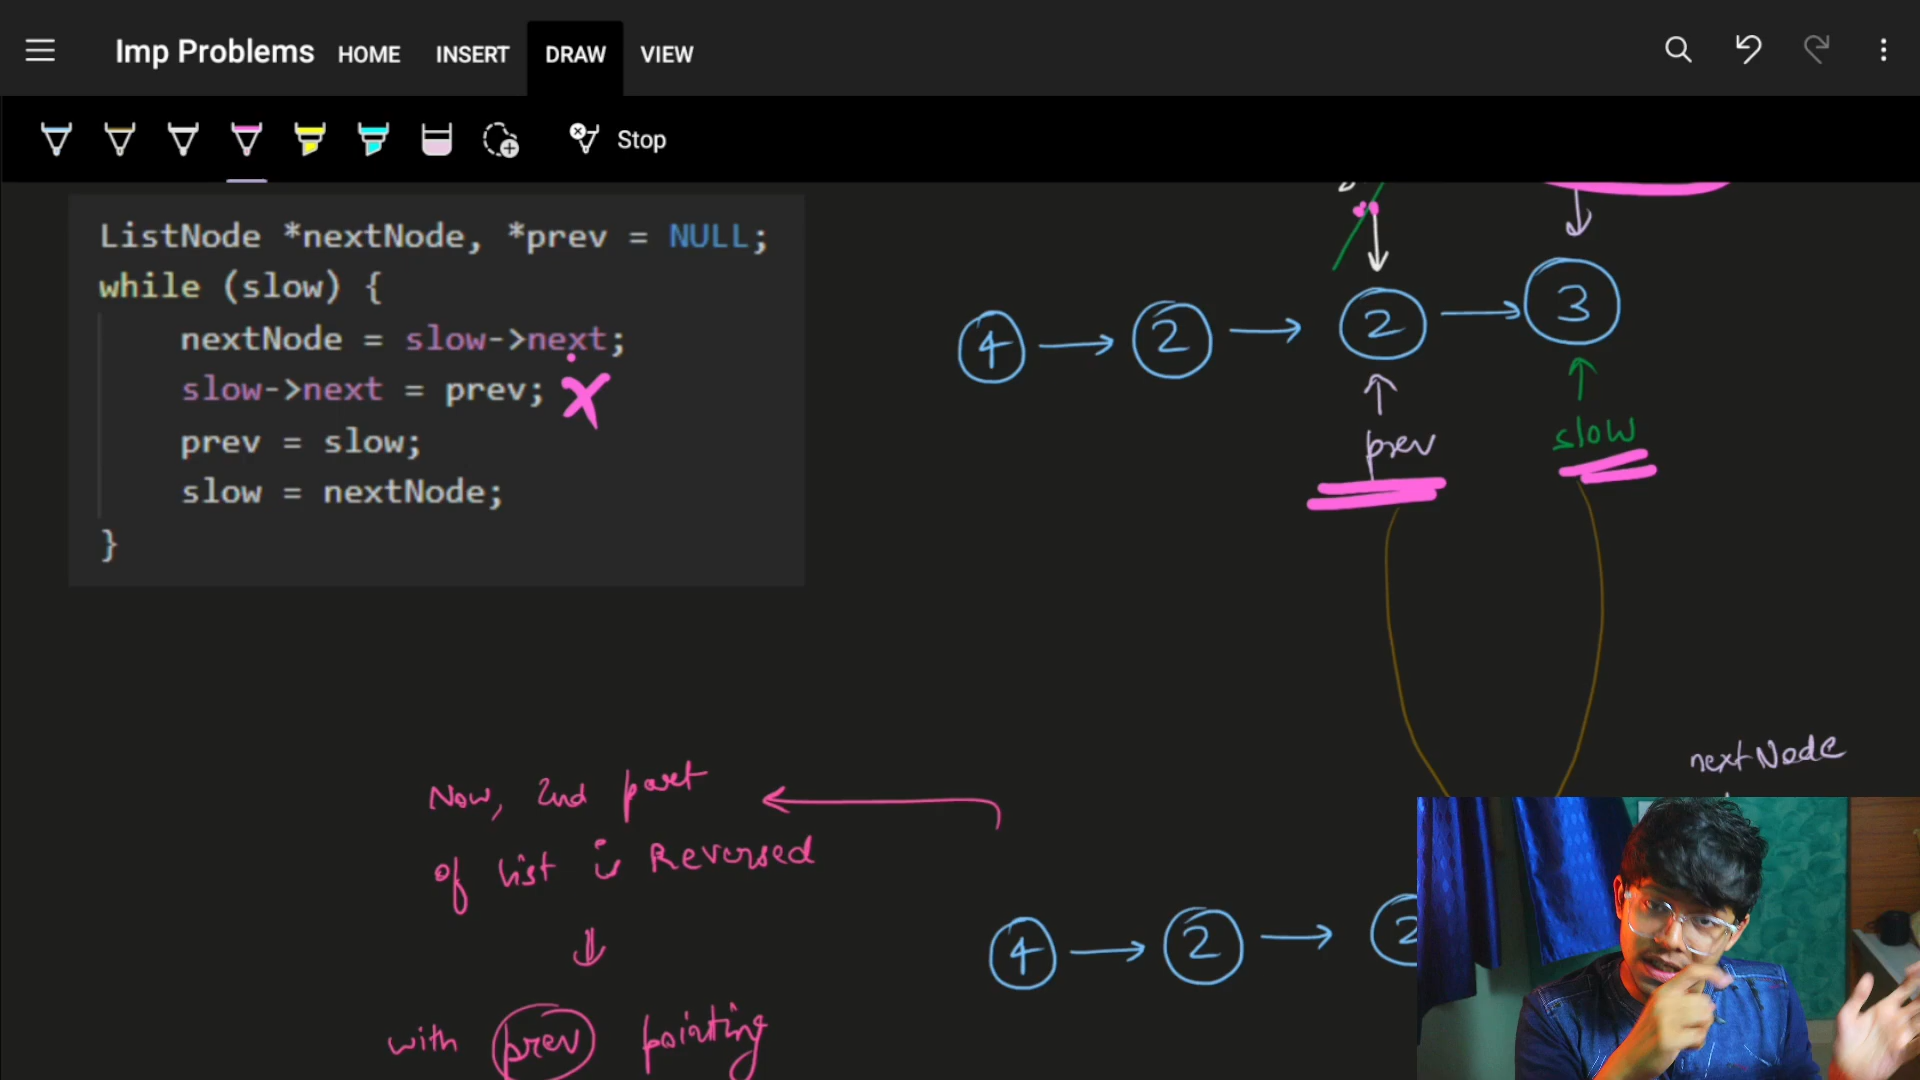 Imp Problems HOME INSERT DRAW VIEW
Stop
ListNode *nextNode, *prev = NULL;
while (slow) {
nextNode = slow->next;
slow->next = prev; X
prev = slow;
slow = nextNode;
}
4 2 2 3
prev slow
nextNode
Now, 2nd part
of list is Reversed
4 2 2
with prev pointing